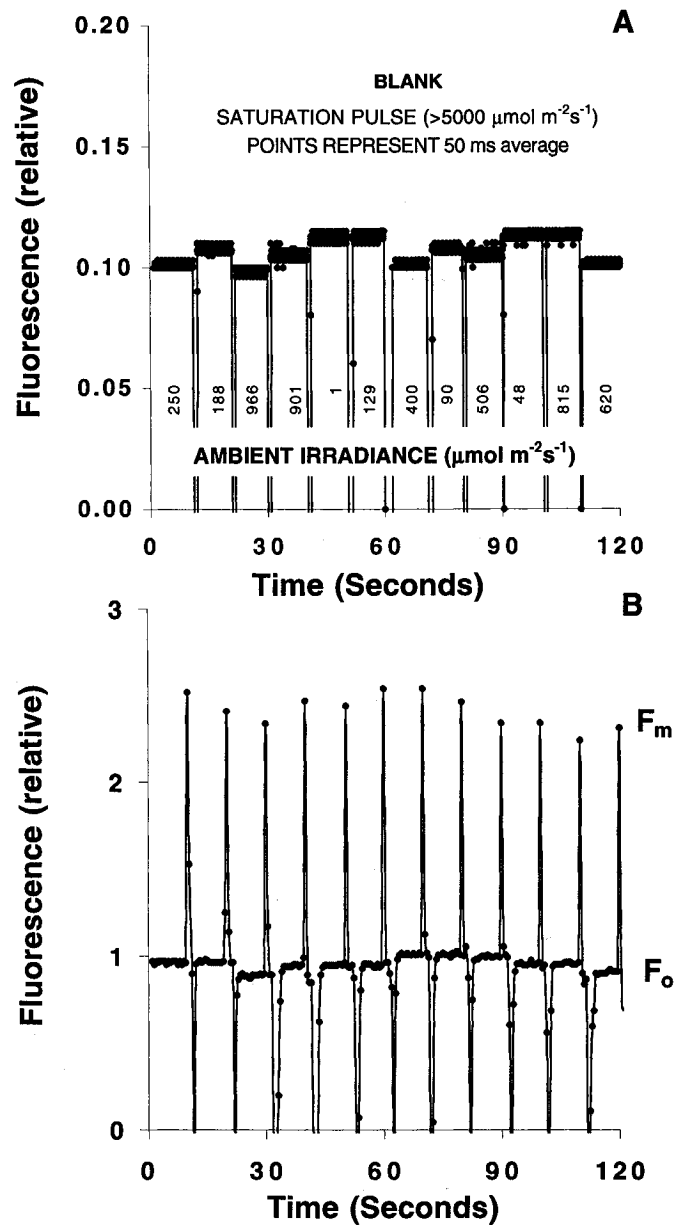 A
0.20
BLANK
SATURATION PULSE (>5000 μmol m⁻²s⁻¹)
POINTS REPRESENT 50 ms average
0.15
Fluorescence (relative)
0.10
0.05
250 188 966 901 1 129 400 90 506 48 815 620
AMBIENT IRRADIANCE (μmol m⁻²s⁻¹)
0.00
0 30 60 90 120
Time (Seconds)
B
3
Fm
2
Fluorescence (relative)
1
Fo
0
0 30 60 90 120
Time (Seconds)